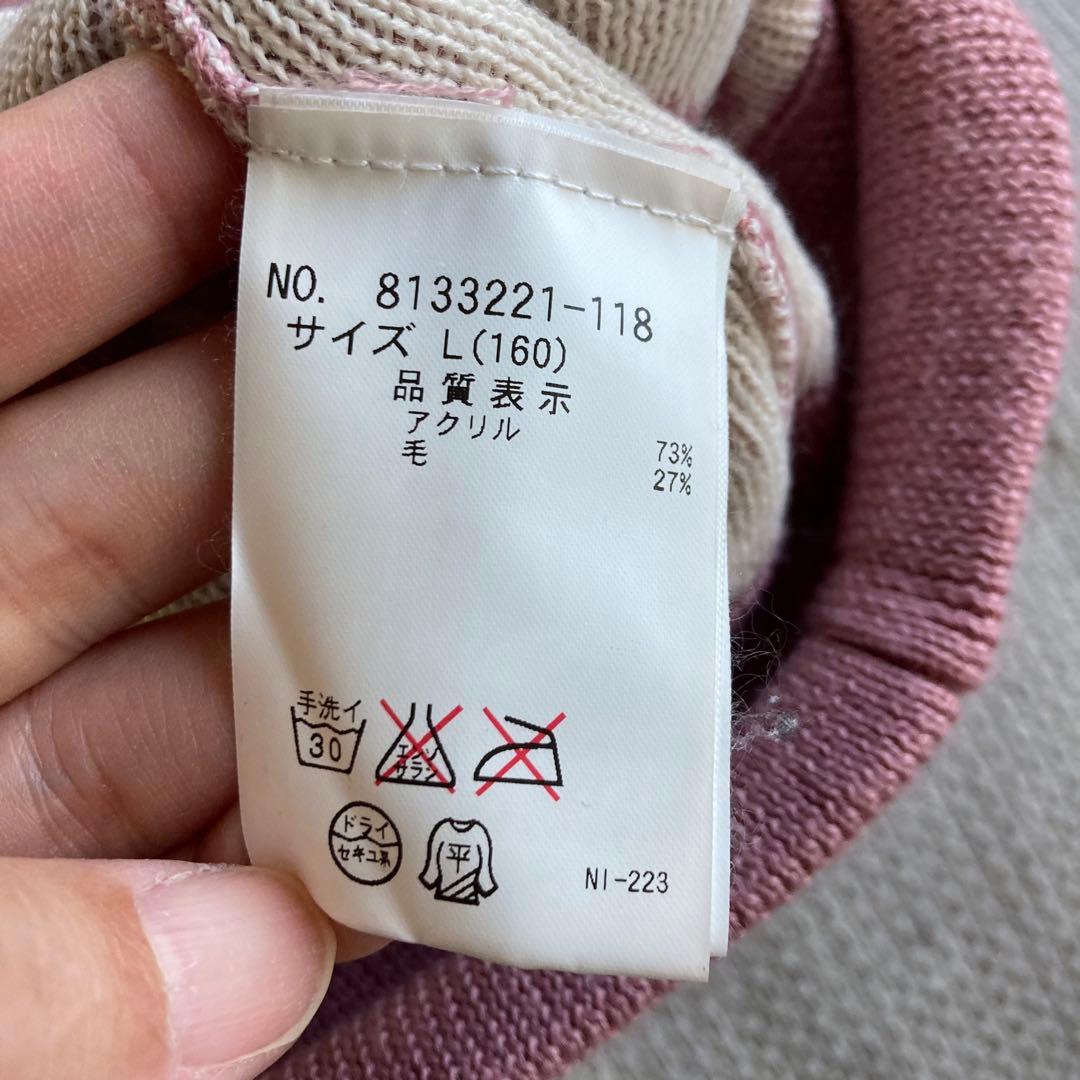 NO. 8133221-118
サイズ L(160)
品質表示
アクリル 73%
毛 27%
手洗イ
30
エンソ
サラシ
ドライ
セキユ系
平
NI-223